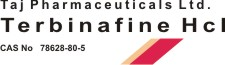 Taj Pharmaceuticals Ltd.
Terbinafine Hcl
CAS No 78628-80-5